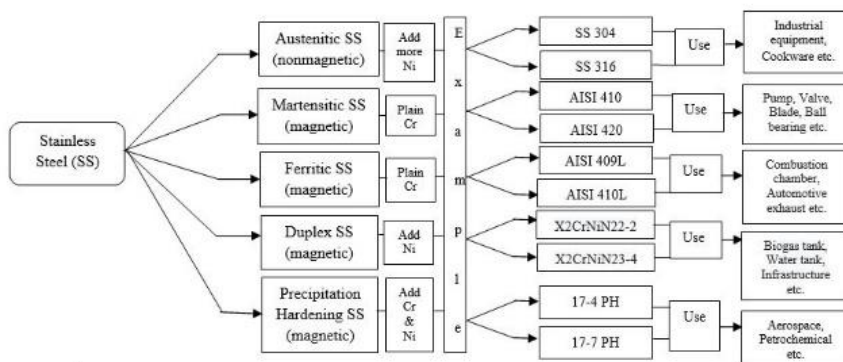 Stainless
Steel (SS)
Austenitic SS
(nonmagnetic)
Add
more
Ni
Martensitic SS
(magnetic)
Plain
Cr
Ferritic SS
(magnetic)
Plain
Cr
Duplex SS
(magnetic)
Add
Ni
Precipitation
Hardening SS
(magnetic)
Add
Cr
&
Ni
E
x
a
m
p
l
e
SS 304
SS 316
Use
Industrial
equipment,
Cookware etc.
AISI 410
AISI 420
Use
Pump, Valve,
Blade, Ball
bearing etc.
AISI 409L
AISI 410L
Use
Combustion
chamber,
Automotive
exhaust etc.
X2CrNiN22-2
X2CrNiN23-4
Use
Biogas tank,
Water tank,
Infrastructure
etc.
17-4 PH
17-7 PH
Use
Aerospace,
Petrochemical
etc.